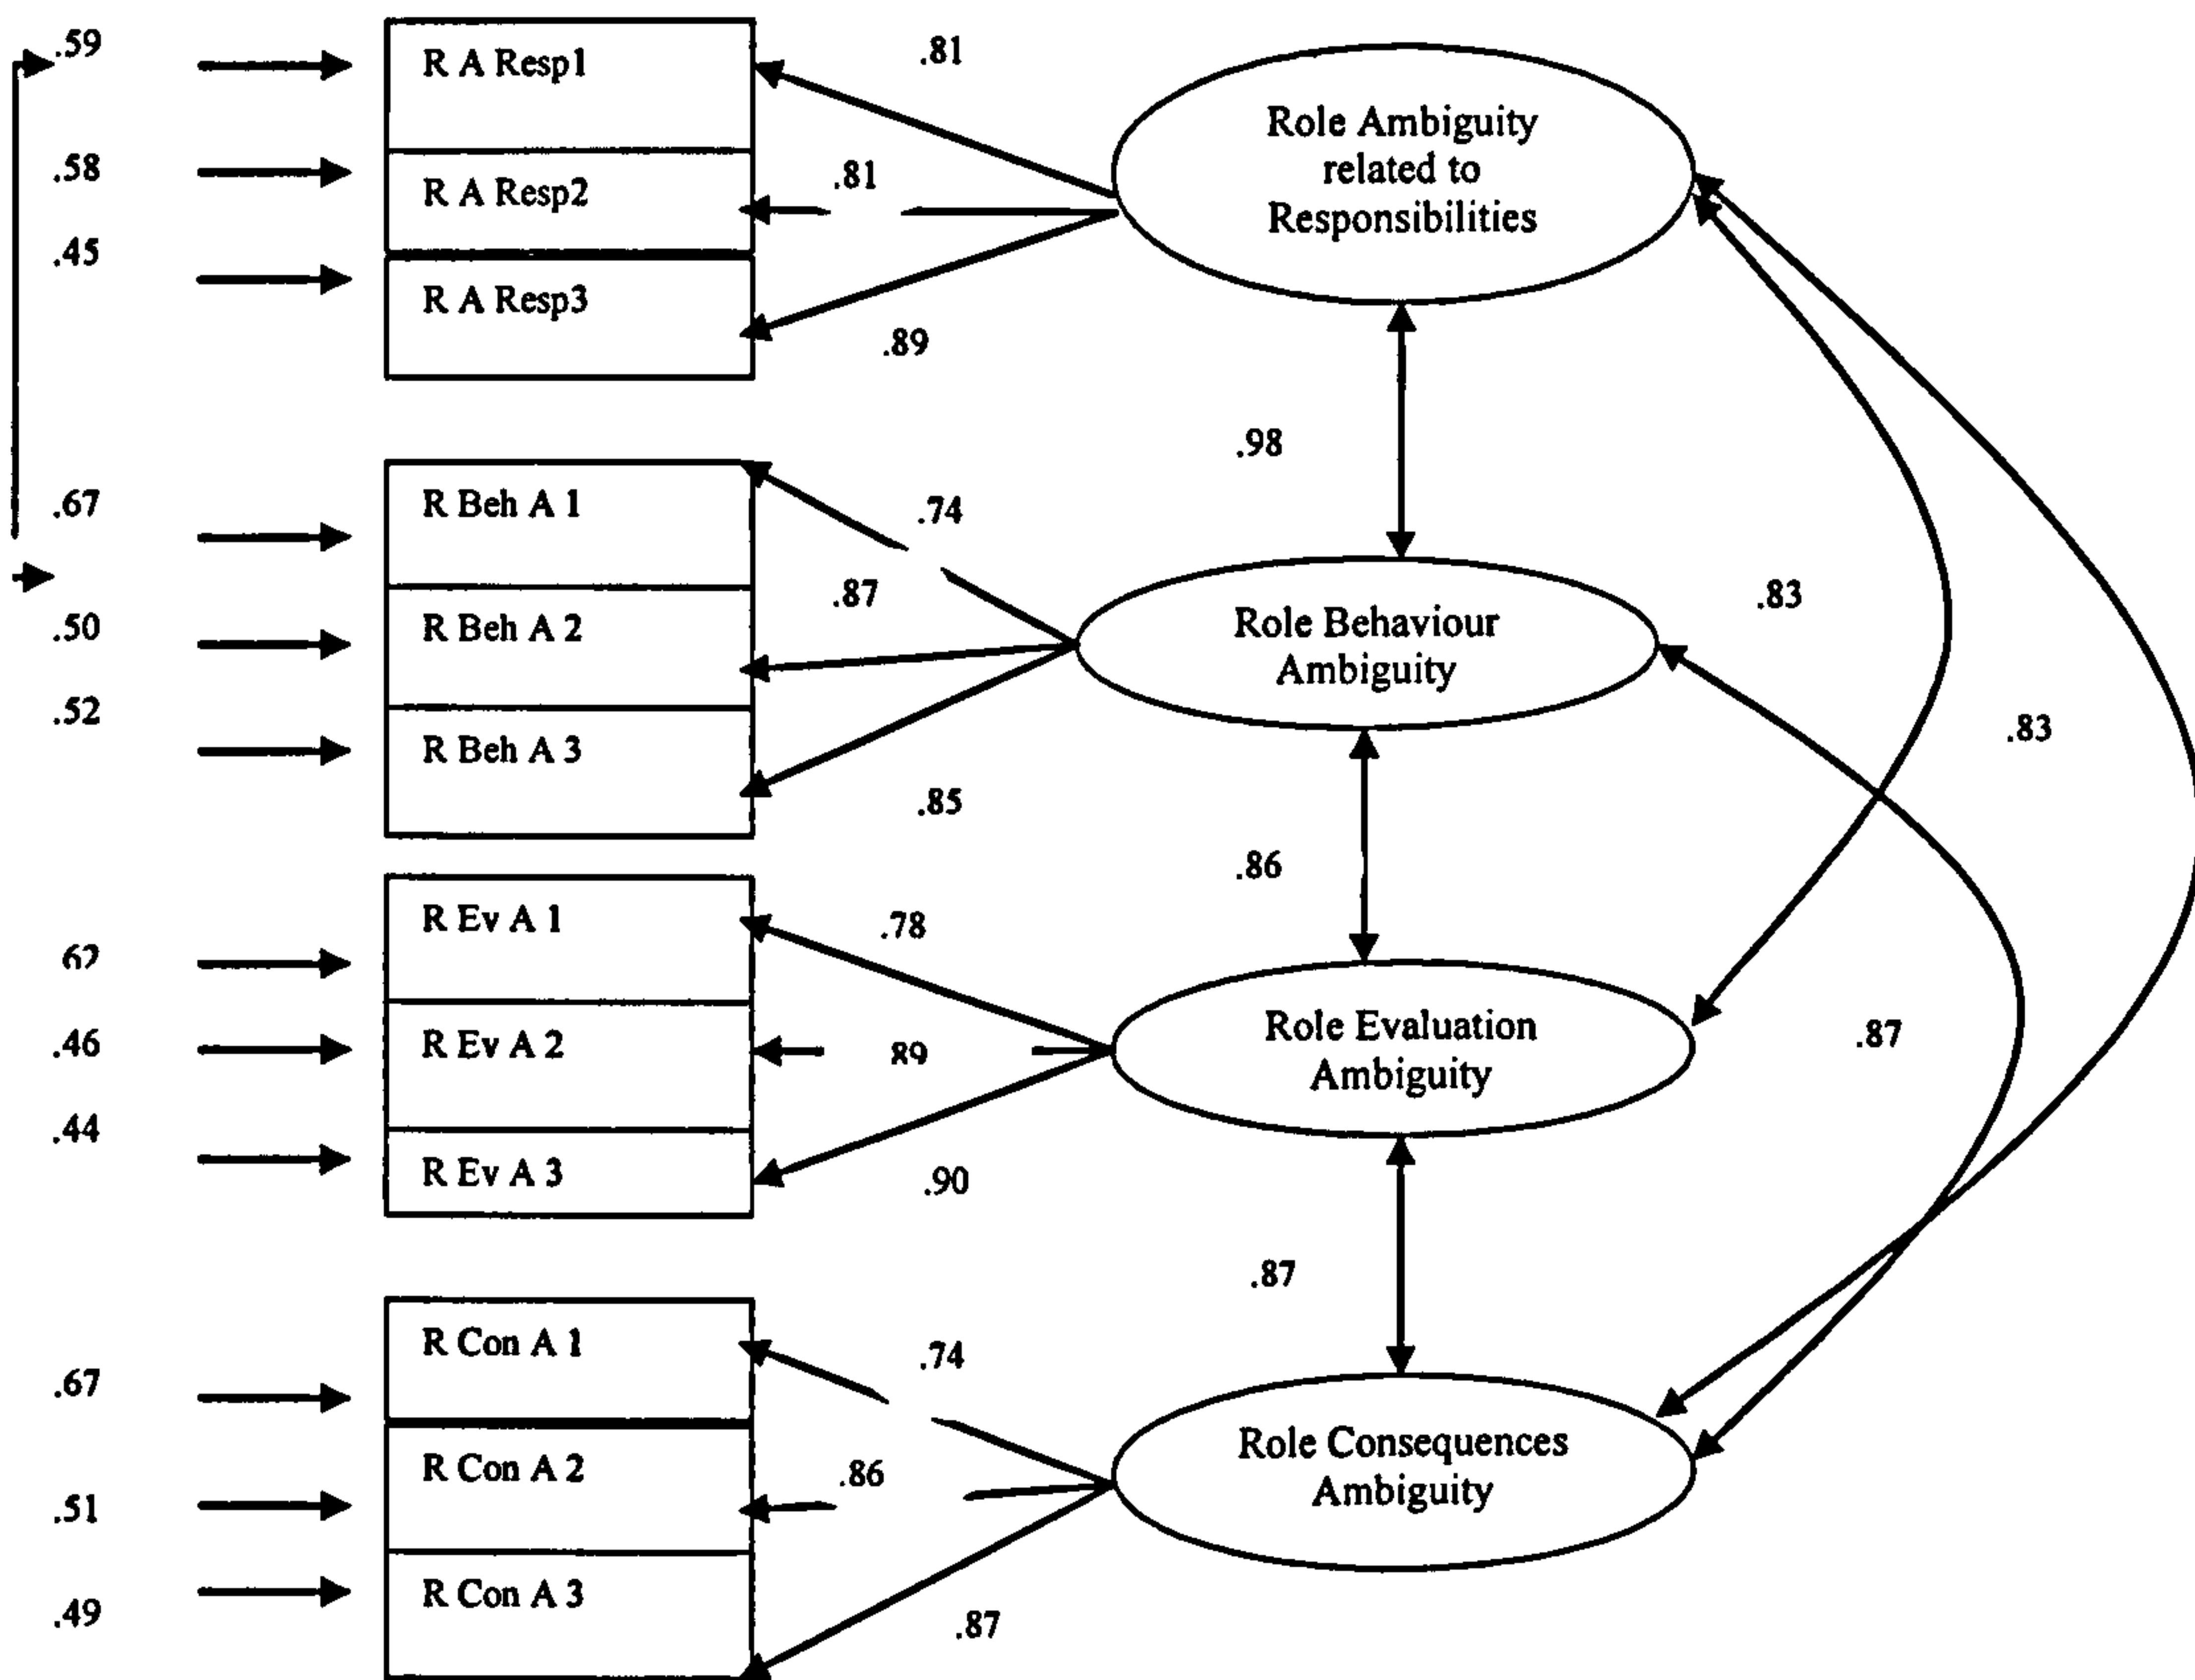 .59
R A Resp1
.81
.58
R A Resp2
.81
.45
R A Resp3
.89
Role Ambiguity
related to
Responsibilities
.98
.67
R Beh A 1
.74
.50
R Beh A 2
.87
.52
R Beh A 3
.85
Role Behaviour
Ambiguity
.83
.83
.86
62
R Ev A 1
.78
.46
R Ev A 2
89
.44
R Ev A 3
.90
Role Evaluation
Ambiguity
.87
.87
.67
R Con A 1
.74
.51
R Con A 2
.86
.49
R Con A 3
.87
Role Consequences
Ambiguity